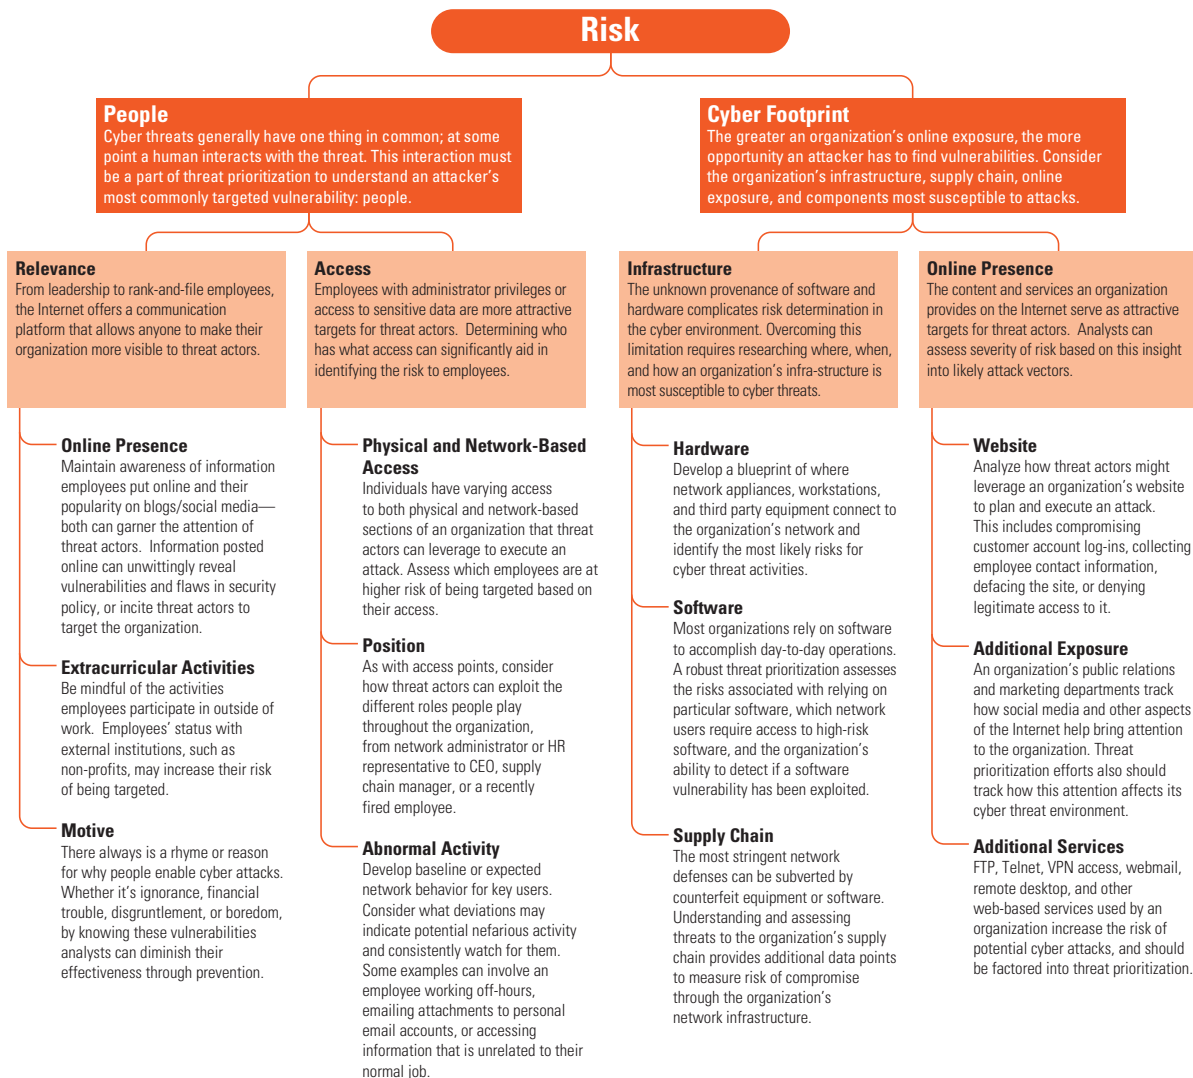 Risk
People
Cyber threats generally have one thing in common; at some
point a human interacts with the threat. This interaction must
be a part of threat prioritization to understand an attacker's
most commonly targeted vulnerability: people.
Cyber Footprint
The greater an organization's online exposure, the more
opportunity an attacker has to find vulnerabilities. Consider
the organization's infrastructure, supply chain, online
exposure, and components most susceptible to attacks.
Relevance
From leadership to rank-and-file employees,
the Internet offers a communication
platform that allows anyone to make their
organization more visible to threat actors.
Online Presence
Maintain awareness of information
employees put online and their
popularity on blogs/social media—
both can garner the attention of
threat actors.  Information posted
online can unwittingly reveal
vulnerabilities and flaws in security
policy, or incite threat actors to
target the organization.
Extracurricular Activities
Be mindful of the activities
employees participate in outside of
work.  Employees' status with
external institutions, such as
non-profits, may increase their risk
of being targeted.
Motive
There always is a rhyme or reason
for why people enable cyber attacks.
Whether it's ignorance, financial
trouble, disgruntlement, or boredom,
by knowing these vulnerabilities
analysts can diminish their
effectiveness through prevention.
Access
Employees with administrator privileges or
access to sensitive data are more attractive
targets for threat actors.  Determining who
has what access can significantly aid in
identifying the risk to employees.
Physical and Network-Based
Access
Individuals have varying access
to both physical and network-based
sections of an organization that threat
actors can leverage to execute an
attack. Assess which employees are at
higher risk of being targeted based on
their access.
Position
As with access points, consider
how threat actors can exploit the
different roles people play
throughout the organization,
from network administrator or HR
representative to CEO, supply
chain manager, or a recently
fired employee.
Abnormal Activity
Develop baseline or expected
network behavior for key users.
Consider what deviations may
indicate potential nefarious activity
and consistently watch for them.
Some examples can involve an
employee working off-hours,
emailing attachments to personal
email accounts, or accessing
information that is unrelated to their
normal job.
Infrastructure
The unknown provenance of software and
hardware complicates risk determination in
the cyber environment. Overcoming this
limitation requires researching where, when,
and how an organization's infra-structure is
most susceptible to cyber threats.
Hardware
Develop a blueprint of where
network appliances, workstations,
and third party equipment connect to
the organization's network and
identify the most likely risks for
cyber threat activities.
Software
Most organizations rely on software
to accomplish day-to-day operations.
A robust threat prioritization assesses
the risks associated with relying on
particular software, which network
users require access to high-risk
software, and the organization's
ability to detect if a software
vulnerability has been exploited.
Supply Chain
The most stringent network
defenses can be subverted by
counterfeit equipment or software.
Understanding and assessing
threats to the organization's supply
chain provides additional data points
to measure risk of compromise
through the organization's
network infrastructure.
Online Presence
The content and services an organization
provides on the Internet serve as attractive
targets for threat actors.  Analysts can
assess severity of risk based on this insight
into likely attack vectors.
Website
Analyze how threat actors might
leverage an organization's website
to plan and execute an attack.
This includes compromising
customer account log-ins, collecting
employee contact information,
defacing the site, or denying
legitimate access to it.
Additional Exposure
An organization's public relations
and marketing departments track
how social media and other aspects
of the Internet help bring attention
to the organization. Threat
prioritization efforts also should
track how this attention affects its
cyber threat environment.
Additional Services
FTP, Telnet, VPN access, webmail,
remote desktop, and other
web-based services used by an
organization increase the risk of
potential cyber attacks, and should
be factored into threat prioritization.